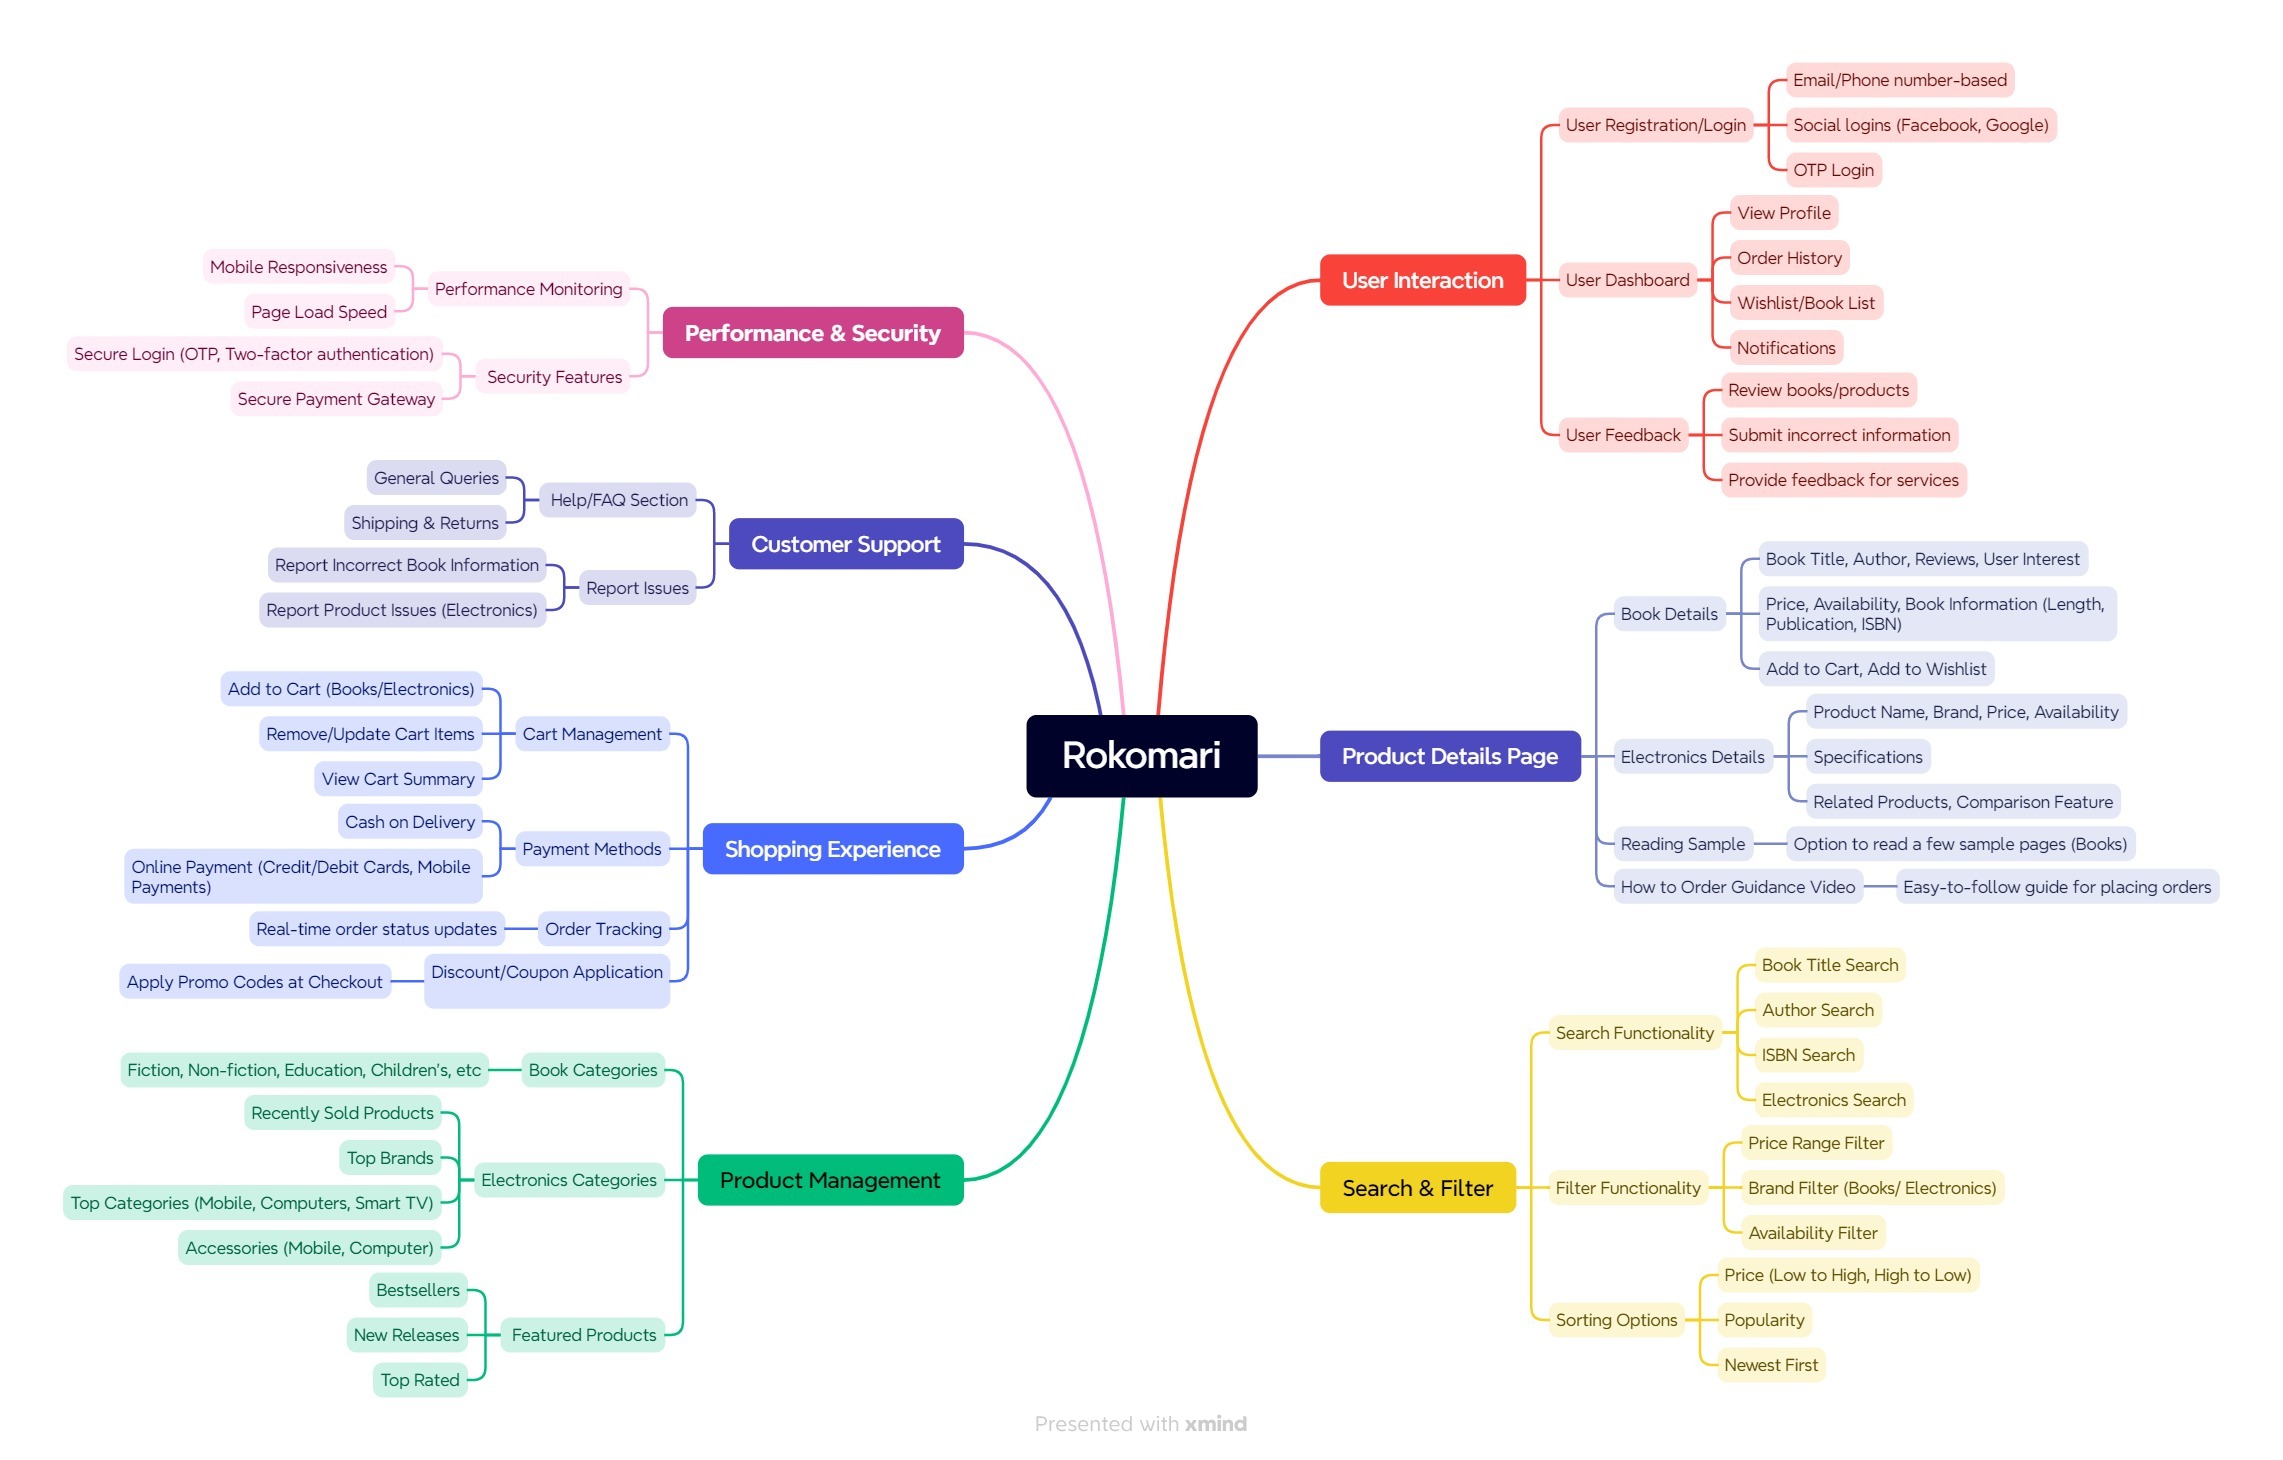 Rokomari
User Interaction
User Registration/Login
Email/Phone number-based
Social logins (Facebook, Google)
OTP Login
User Dashboard
View Profile
Order History
Wishlist/Book List
Notifications
User Feedback
Review books/products
Submit incorrect information
Provide feedback for services
Product Details Page
Book Details
Book Title, Author, Reviews, User Interest
Price, Availability, Book Information (Length,
Publication, ISBN)
Add to Cart, Add to Wishlist
Electronics Details
Product Name, Brand, Price, Availability
Specifications
Related Products, Comparison Feature
Reading Sample
Option to read a few sample pages (Books)
How to Order Guidance Video
Easy-to-follow guide for placing orders
Search & Filter
Search Functionality
Book Title Search
Author Search
ISBN Search
Electronics Search
Filter Functionality
Price Range Filter
Brand Filter (Books/ Electronics)
Availability Filter
Sorting Options
Price (Low to High, High to Low)
Popularity
Newest First
Performance & Security
Performance Monitoring
Mobile Responsiveness
Page Load Speed
Security Features
Secure Login (OTP, Two-factor authentication)
Secure Payment Gateway
Customer Support
Help/FAQ Section
General Queries
Shipping & Returns
Report Issues
Report Incorrect Book Information
Report Product Issues (Electronics)
Shopping Experience
Cart Management
Add to Cart (Books/Electronics)
Remove/Update Cart Items
View Cart Summary
Payment Methods
Cash on Delivery
Online Payment (Credit/Debit Cards, Mobile
Payments)
Order Tracking
Real-time order status updates
Discount/Coupon Application
Apply Promo Codes at Checkout
Product Management
Book Categories
Fiction, Non-fiction, Education, Children's, etc
Electronics Categories
Recently Sold Products
Top Brands
Top Categories (Mobile, Computers, Smart TV)
Accessories (Mobile, Computer)
Featured Products
Bestsellers
New Releases
Top Rated
Presented with xmind